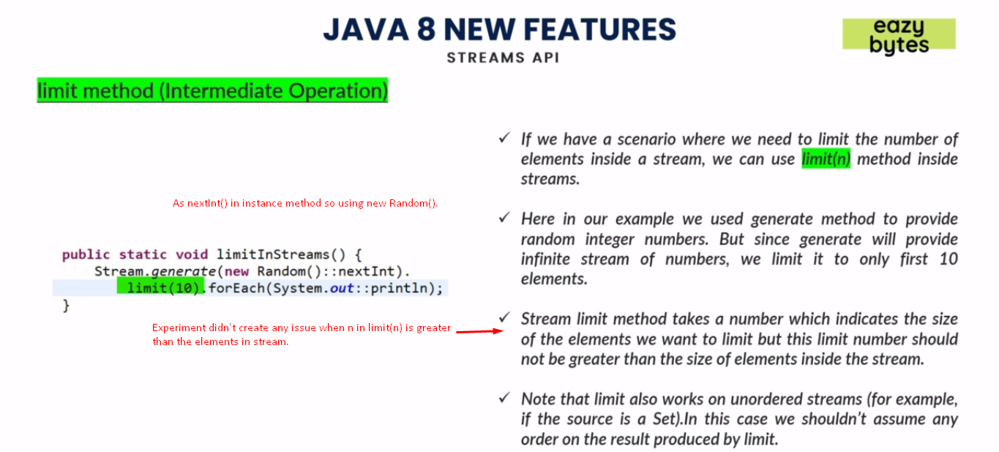 JAVA 8 NEW FEATURES
STREAMS API
eazy
bytes
limit method (Intermediate Operation)
As nextInt() in instance method so using new Random().
public static void limitInStreams() {
Stream.generate(new Random()::nextInt).
limit(10).forEach(System.out::println);
}
Experiment didn't create any issue when n in limit(n) is greater
than the elements in stream.
✓ If we have a scenario where we need to limit the number of
elements inside a stream, we can use limit(n) method inside
streams.
✓ Here in our example we used generate method to provide
random integer numbers. But since generate will provide
infinite stream of numbers, we limit it to only first 10
elements.
✓ Stream limit method takes a number which indicates the size
of the elements we want to limit but this limit number should
not be greater than the size of elements inside the stream.
✓ Note that limit also works on unordered streams (for example,
if the source is a Set).In this case we shouldn't assume any
order on the result produced by limit.